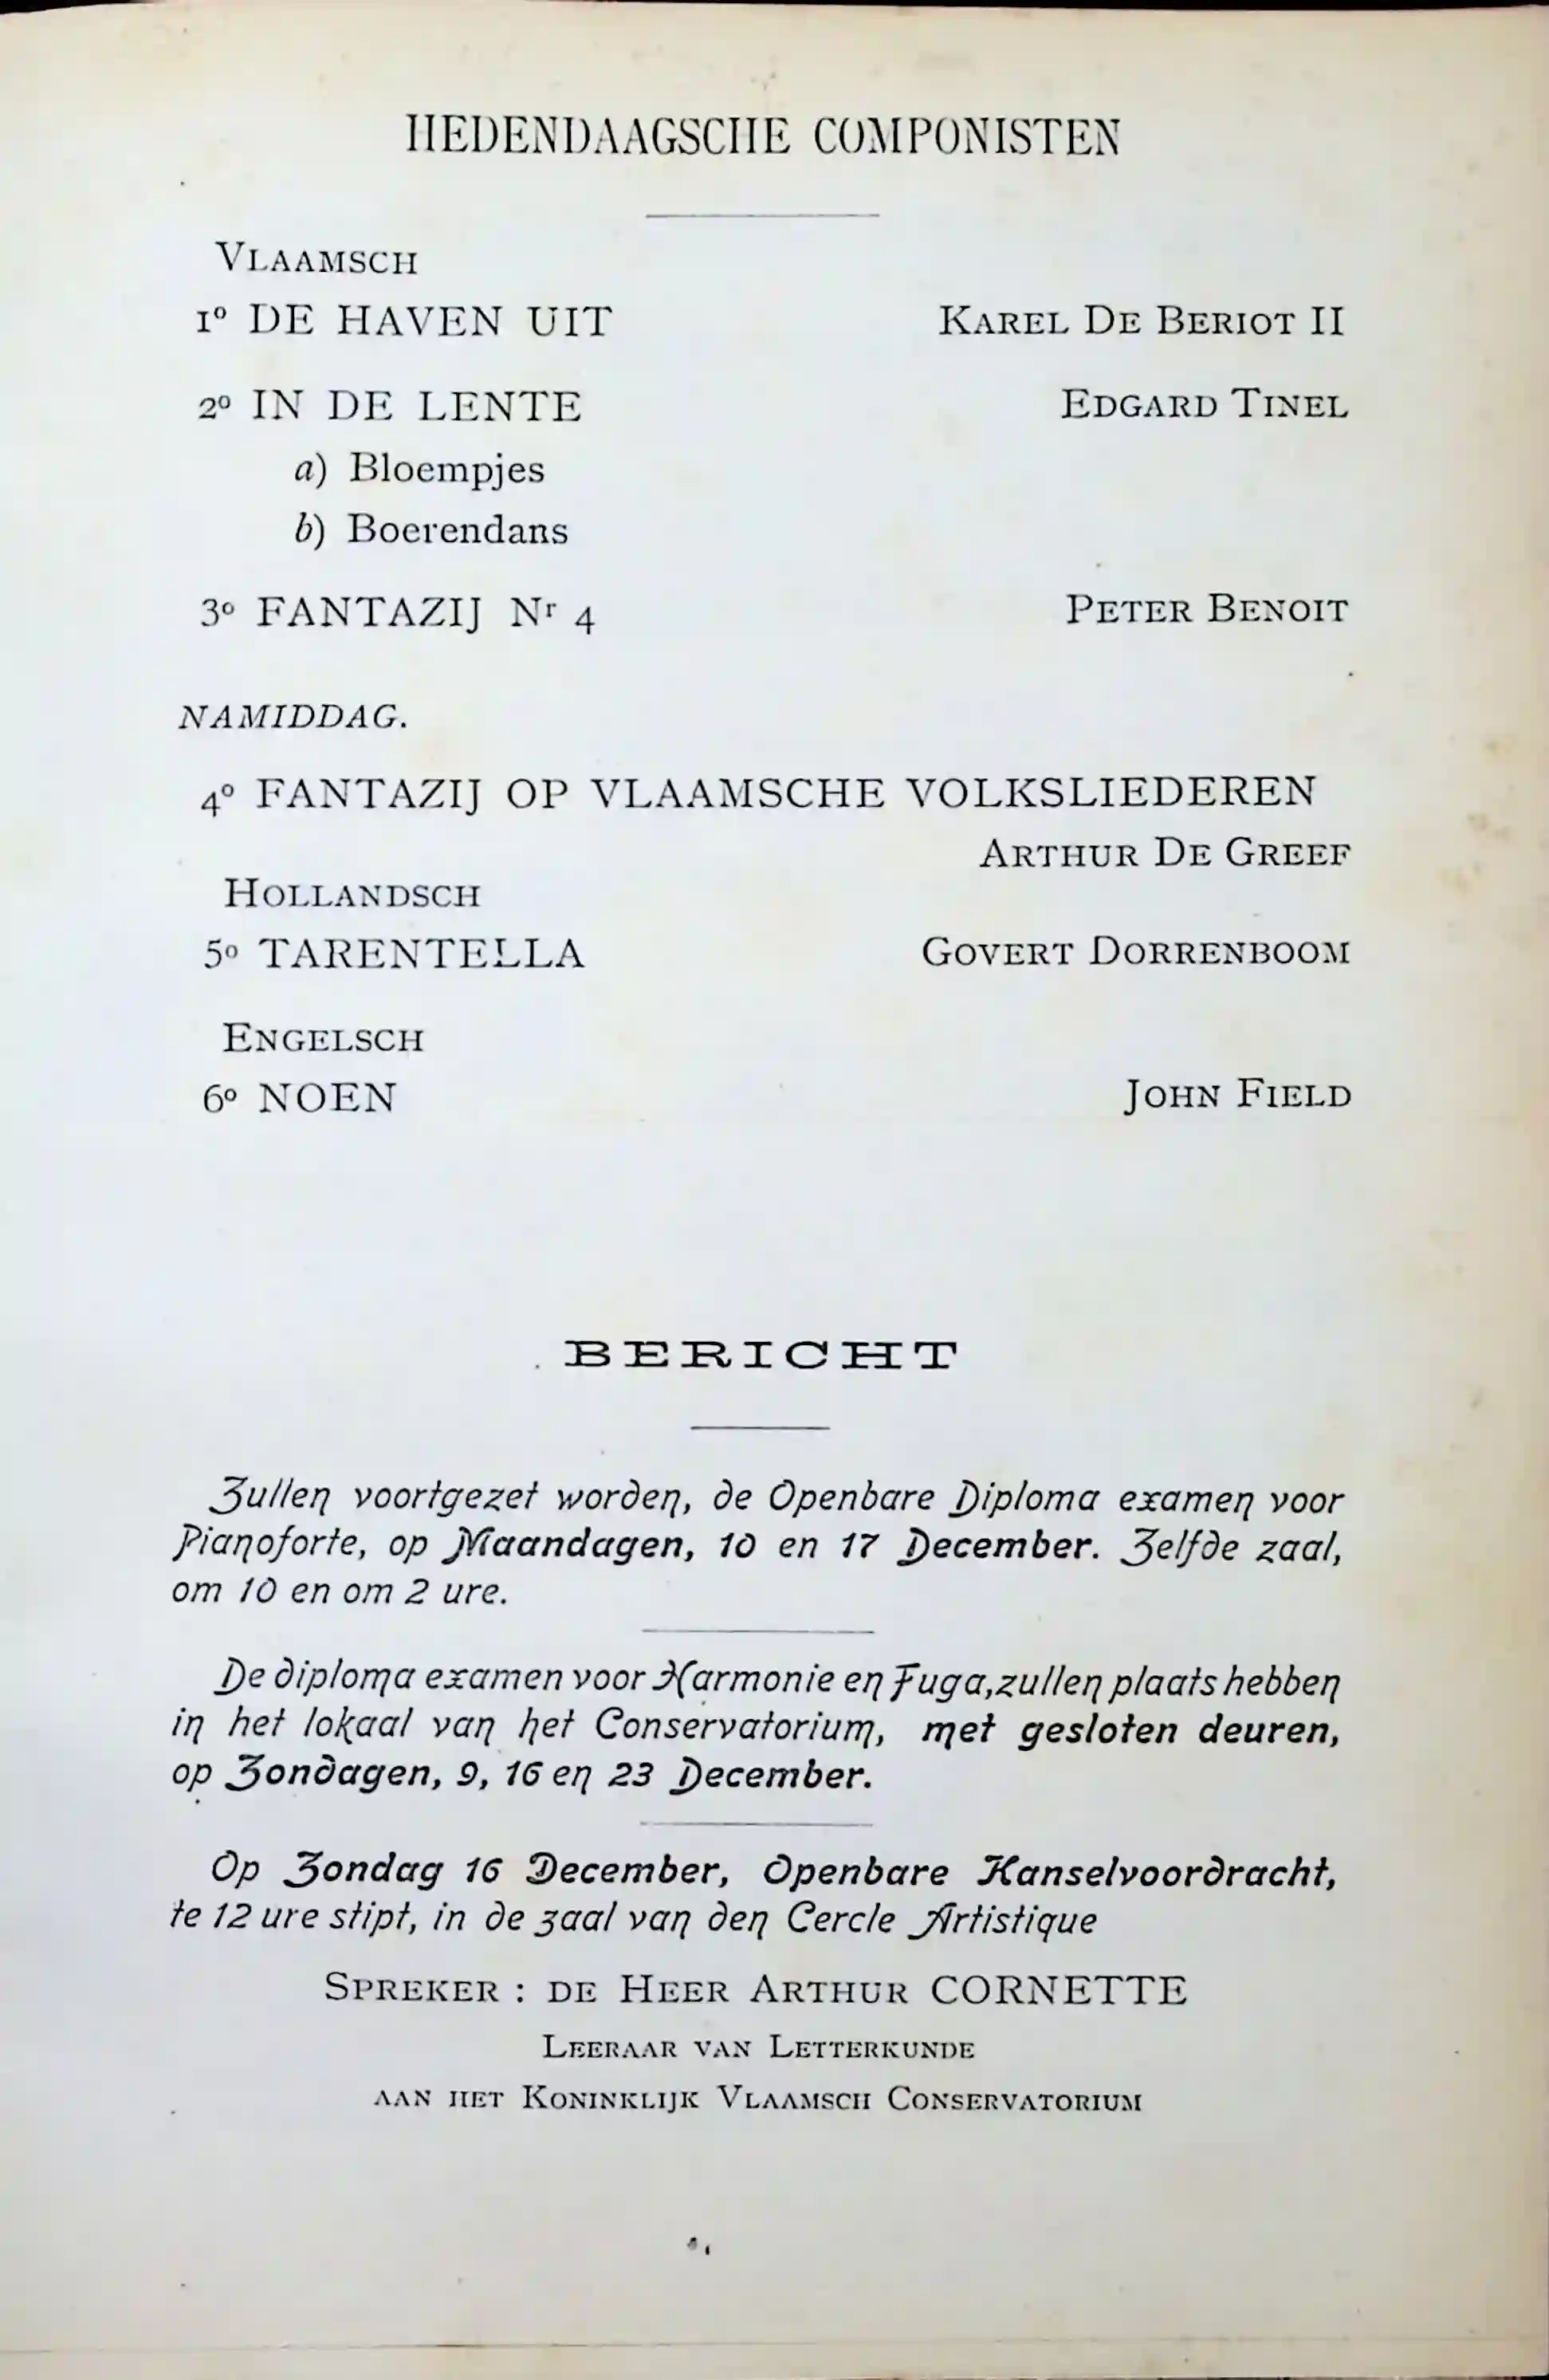 HEDENDAAGSCHE COMPONISTEN
VLAAMSCH
1º DE HAVEN UIT KAREL DE BERIOT II
2º IN DE LENTE EDGARD TINEL
a) Bloempjes
b) Boerendans
3º FANTAZIJ Nr 4 PETER BENOIT
NAMIDDAG.
4º FANTAZIJ OP VLAAMSCHE VOLKSLIEDEREN
ARTHUR DE GREEF
HOLLANDSCH
5º TARENTELLA GOVERT DORRENBOOM
ENGELSCH
6º NOEN JOHN FIELD
BERICHT
Zullen voortgezet worden, de Openbare Diploma examen voor
Pianoforte, op Maandagen, 10 en 17 December. Zelfde zaal,
om 10 en om 2 ure.
De diploma examen voor Harmonie en Fuga, zullen plaats hebben
in het lokaal van het Conservatorium, met gesloten deuren,
op Zondagen, 9, 16 en 23 December.
Op Zondag 16 December, Openbare Kanselvoordracht,
te 12 ure stipt, in de zaal van den Cercle Artistique
SPREKER : DE HEER ARTHUR CORNETTE
LEERAAR VAN LETTERKUNDE
AAN HET KONINKLIJK VLAAMSCH CONSERVATORIUM